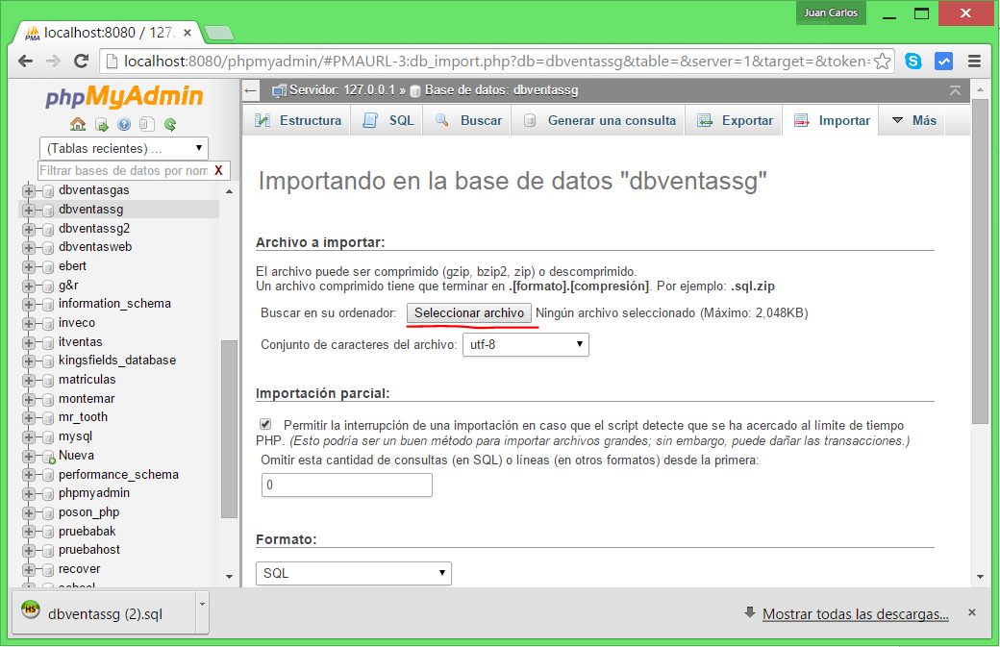 Juan Carlos
localhost:8080 / 127.
localhost:8080/phpmyadmin/#PMAURL-3:db_import.php?db=dbventassg&table=&server=1&target=&token=
phpMyAdmin
(Tablas recientes) ...
Filtrar bases de datos por nom X
dbventasgas
dbventassg
dbventassg2
dbventasweb
ebert
g&r
information_schema
inveco
itventas
kingsfields_database
matriculas
montemar
mr_tooth
mysql
Nueva
performance_schema
phpmyadmin
poson_php
pruebabak
pruebahost
recover
Servidor: 127.0.0.1 » Base de datos: dbventassg
Estructura SQL Buscar Generar una consulta Exportar Importar Más
Importando en la base de datos "dbventassg"
Archivo a importar:
El archivo puede ser comprimido (gzip, bzip2, zip) o descomprimido.
Un archivo comprimido tiene que terminar en .[formato].[compresión]. Por ejemplo: .sql.zip
Buscar en su ordenador: Seleccionar archivo Ningún archivo seleccionado (Máximo: 2,048KB)
Conjunto de caracteres del archivo: utf-8
Importación parcial:
Permitir la interrupción de una importación en caso que el script detecte que se ha acercado al límite de tiempo
PHP. (Esto podría ser un buen método para importar archivos grandes; sin embargo, puede dañar las transacciones.)
Omitir esta cantidad de consultas (en SQL) o líneas (en otros formatos) desde la primera:
0
Formato:
SQL
dbventassg (2).sql
Mostrar todas las descargas...